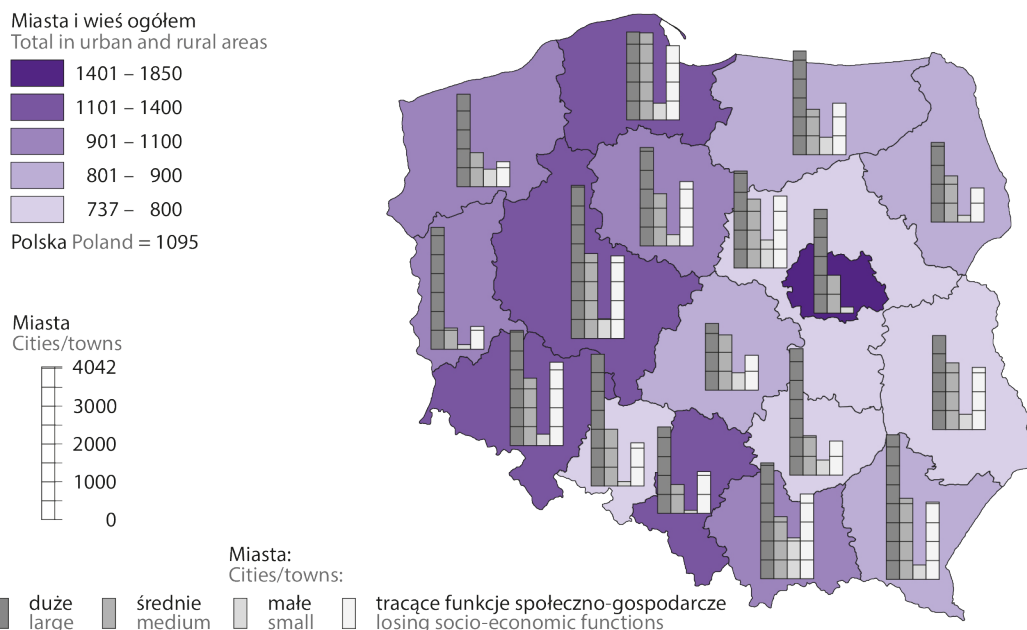 Miasta i wieś ogółem
Total in urban and rural areas
1401 – 1850
1101 – 1400
901 – 1100
801 – 900
737 – 800
Polska Poland = 1095
Miasta
Cities/towns
4042
3000
2000
1000
0
Miasta:
Cities/towns:
duże
large
średnie
medium
małe
small
tracące funkcje społeczno-gospodarcze
losing socio-economic functions